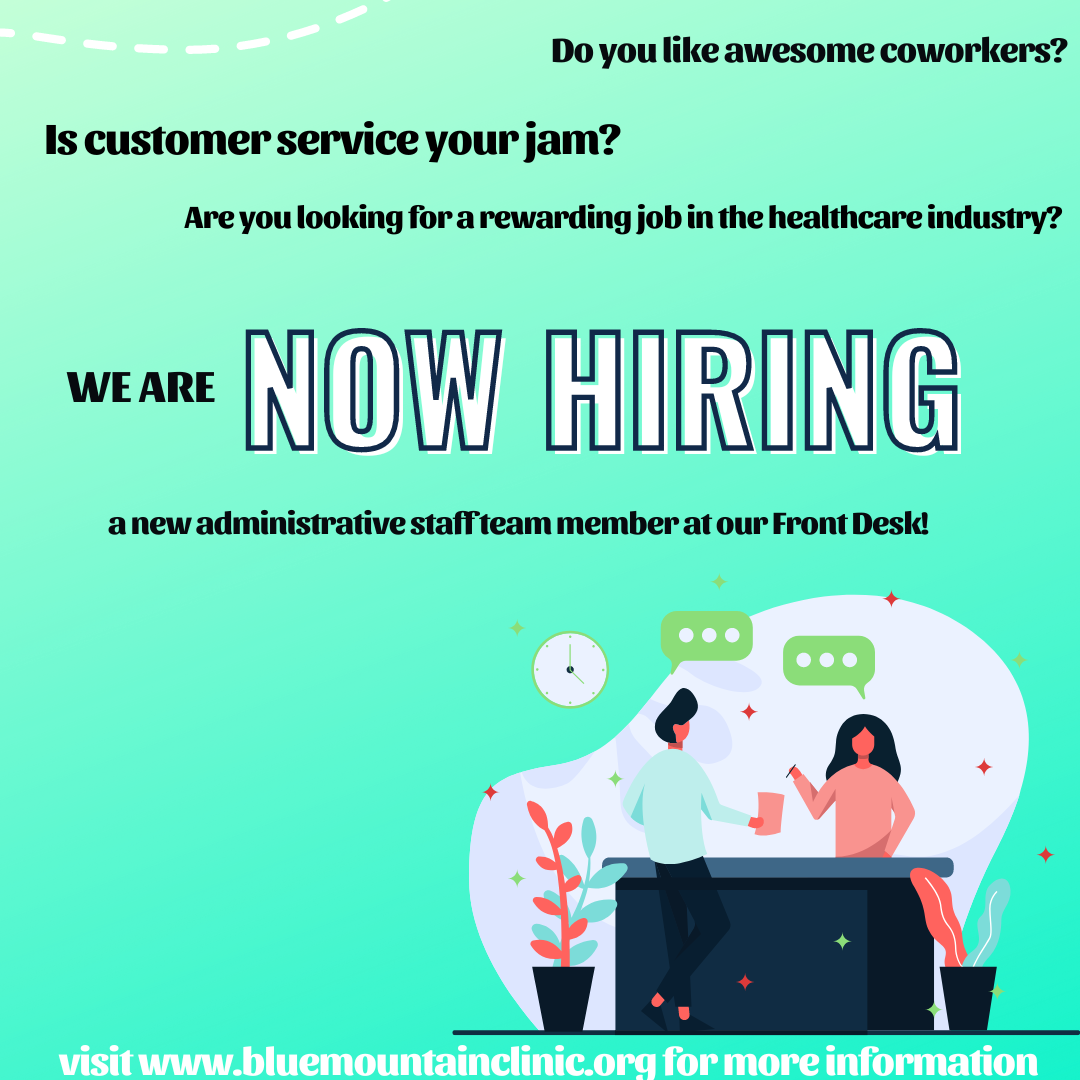 Do you like awesome coworkers?
Is customer service your jam?
Are you looking for a rewarding job in the healthcare industry?
WE ARE NOW HIRING
a new administrative staff team member at our Front Desk!
visit www.bluemountainclinic.org for more information